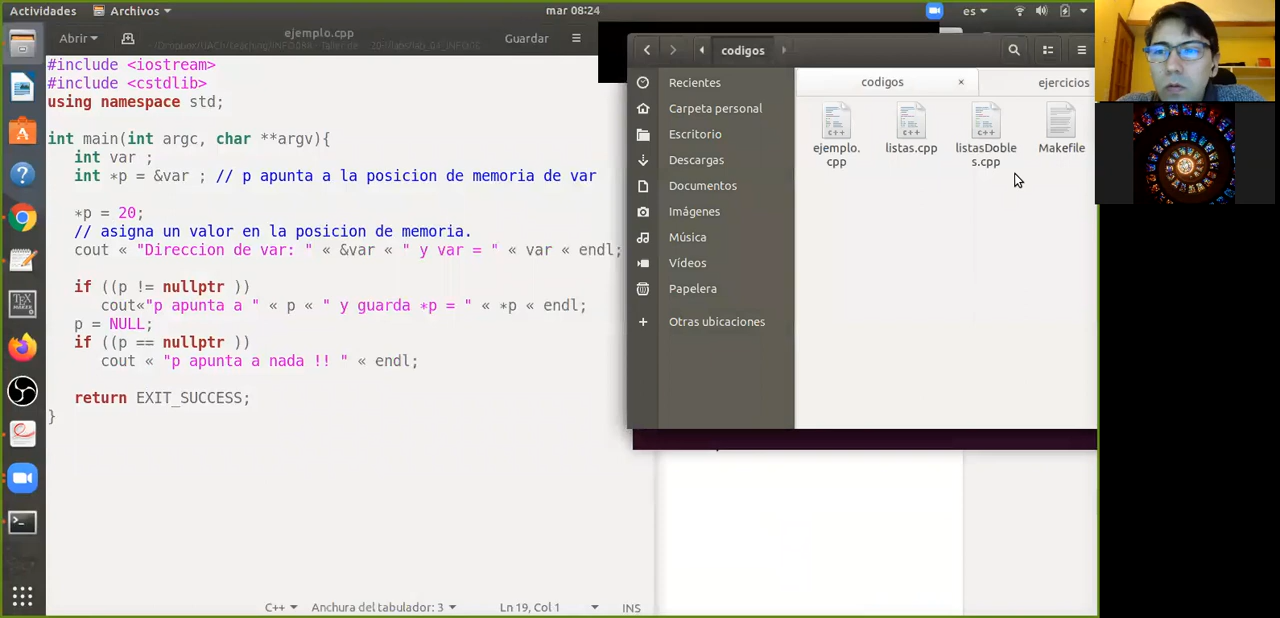 Actividades
Archivos
mar 08:24
es
Abrir
ejemplo.cpp
Guardar
#include <iostream>
#include <cstdlib>
using namespace std;
int main(int argc, char **argv){
int var ;
int *p = &var ; // p apunta a la posicion de memoria de var
*p = 20;
// asigna un valor en la posicion de memoria.
cout « "Direccion de var: " « &var « " y var = " « var « endl;
if ((p != nullptr ))
cout«"p apunta a " « p « " y guarda *p = " « *p « endl;
p = NULL;
if ((p == nullptr ))
cout « "p apunta a nada !! " « endl;
return EXIT_SUCCESS;
}
C++
Anchura del tabulador: 3
Ln 19, Col 1
INS
codigos
Recientes
Carpeta personal
Escritorio
Descargas
Documentos
Imágenes
Música
Vídeos
Papelera
+ Otras ubicaciones
codigos ×
ejercicios
ejemplo.
cpp
listas.cpp
listasDoble
s.cpp
Makefile
C++
C++
C++
TEX